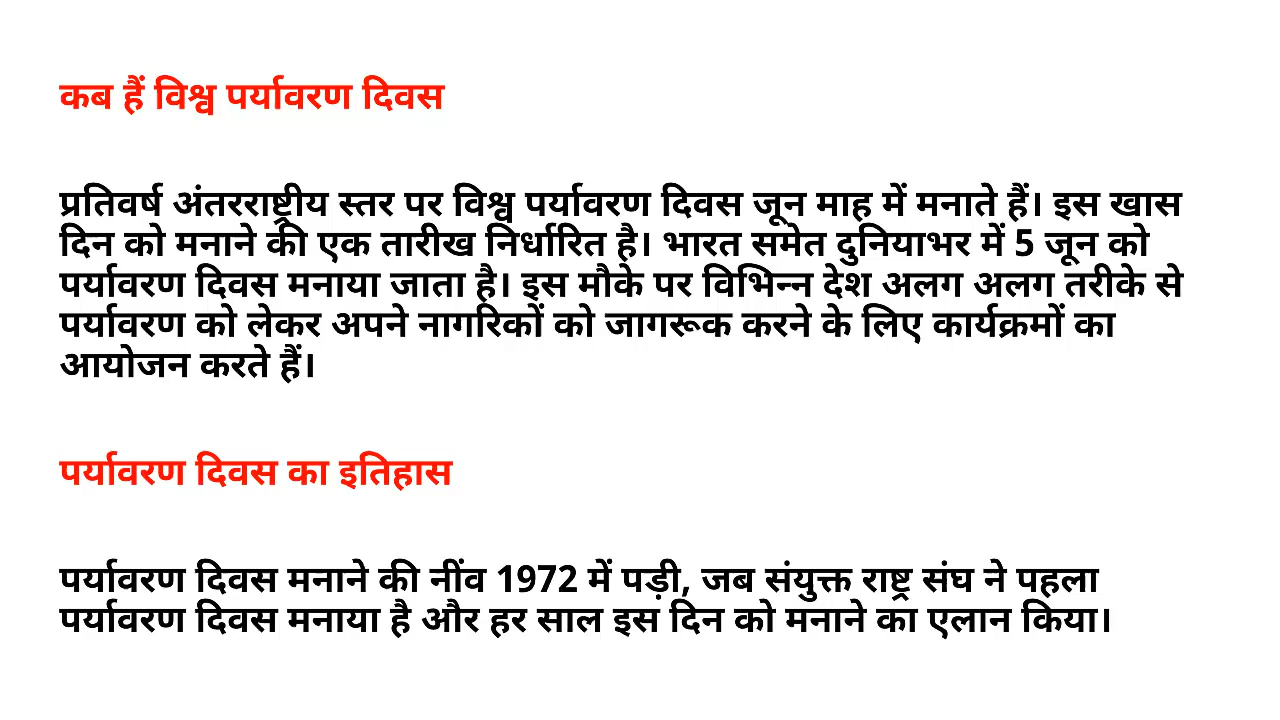 कब हैं विश्व पर्यावरण दिवस
प्रतिवर्ष अंतरराष्ट्रीय स्तर पर विश्व पर्यावरण दिवस जून माह में मनाते हैं। इस खास
दिन को मनाने की एक तारीख निर्धारित है। भारत समेत दुनियाभर में 5 जून को
पर्यावरण दिवस मनाया जाता है। इस मौके पर विभिन्न देश अलग अलग तरीके से
पर्यावरण को लेकर अपने नागरिकों को जागरूक करने के लिए कार्यक्रमों का
आयोजन करते हैं।
पर्यावरण दिवस का इतिहास
पर्यावरण दिवस मनाने की नींव 1972 में पड़ी, जब संयुक्त राष्ट्र संघ ने पहला
पर्यावरण दिवस मनाया है और हर साल इस दिन को मनाने का एलान किया।